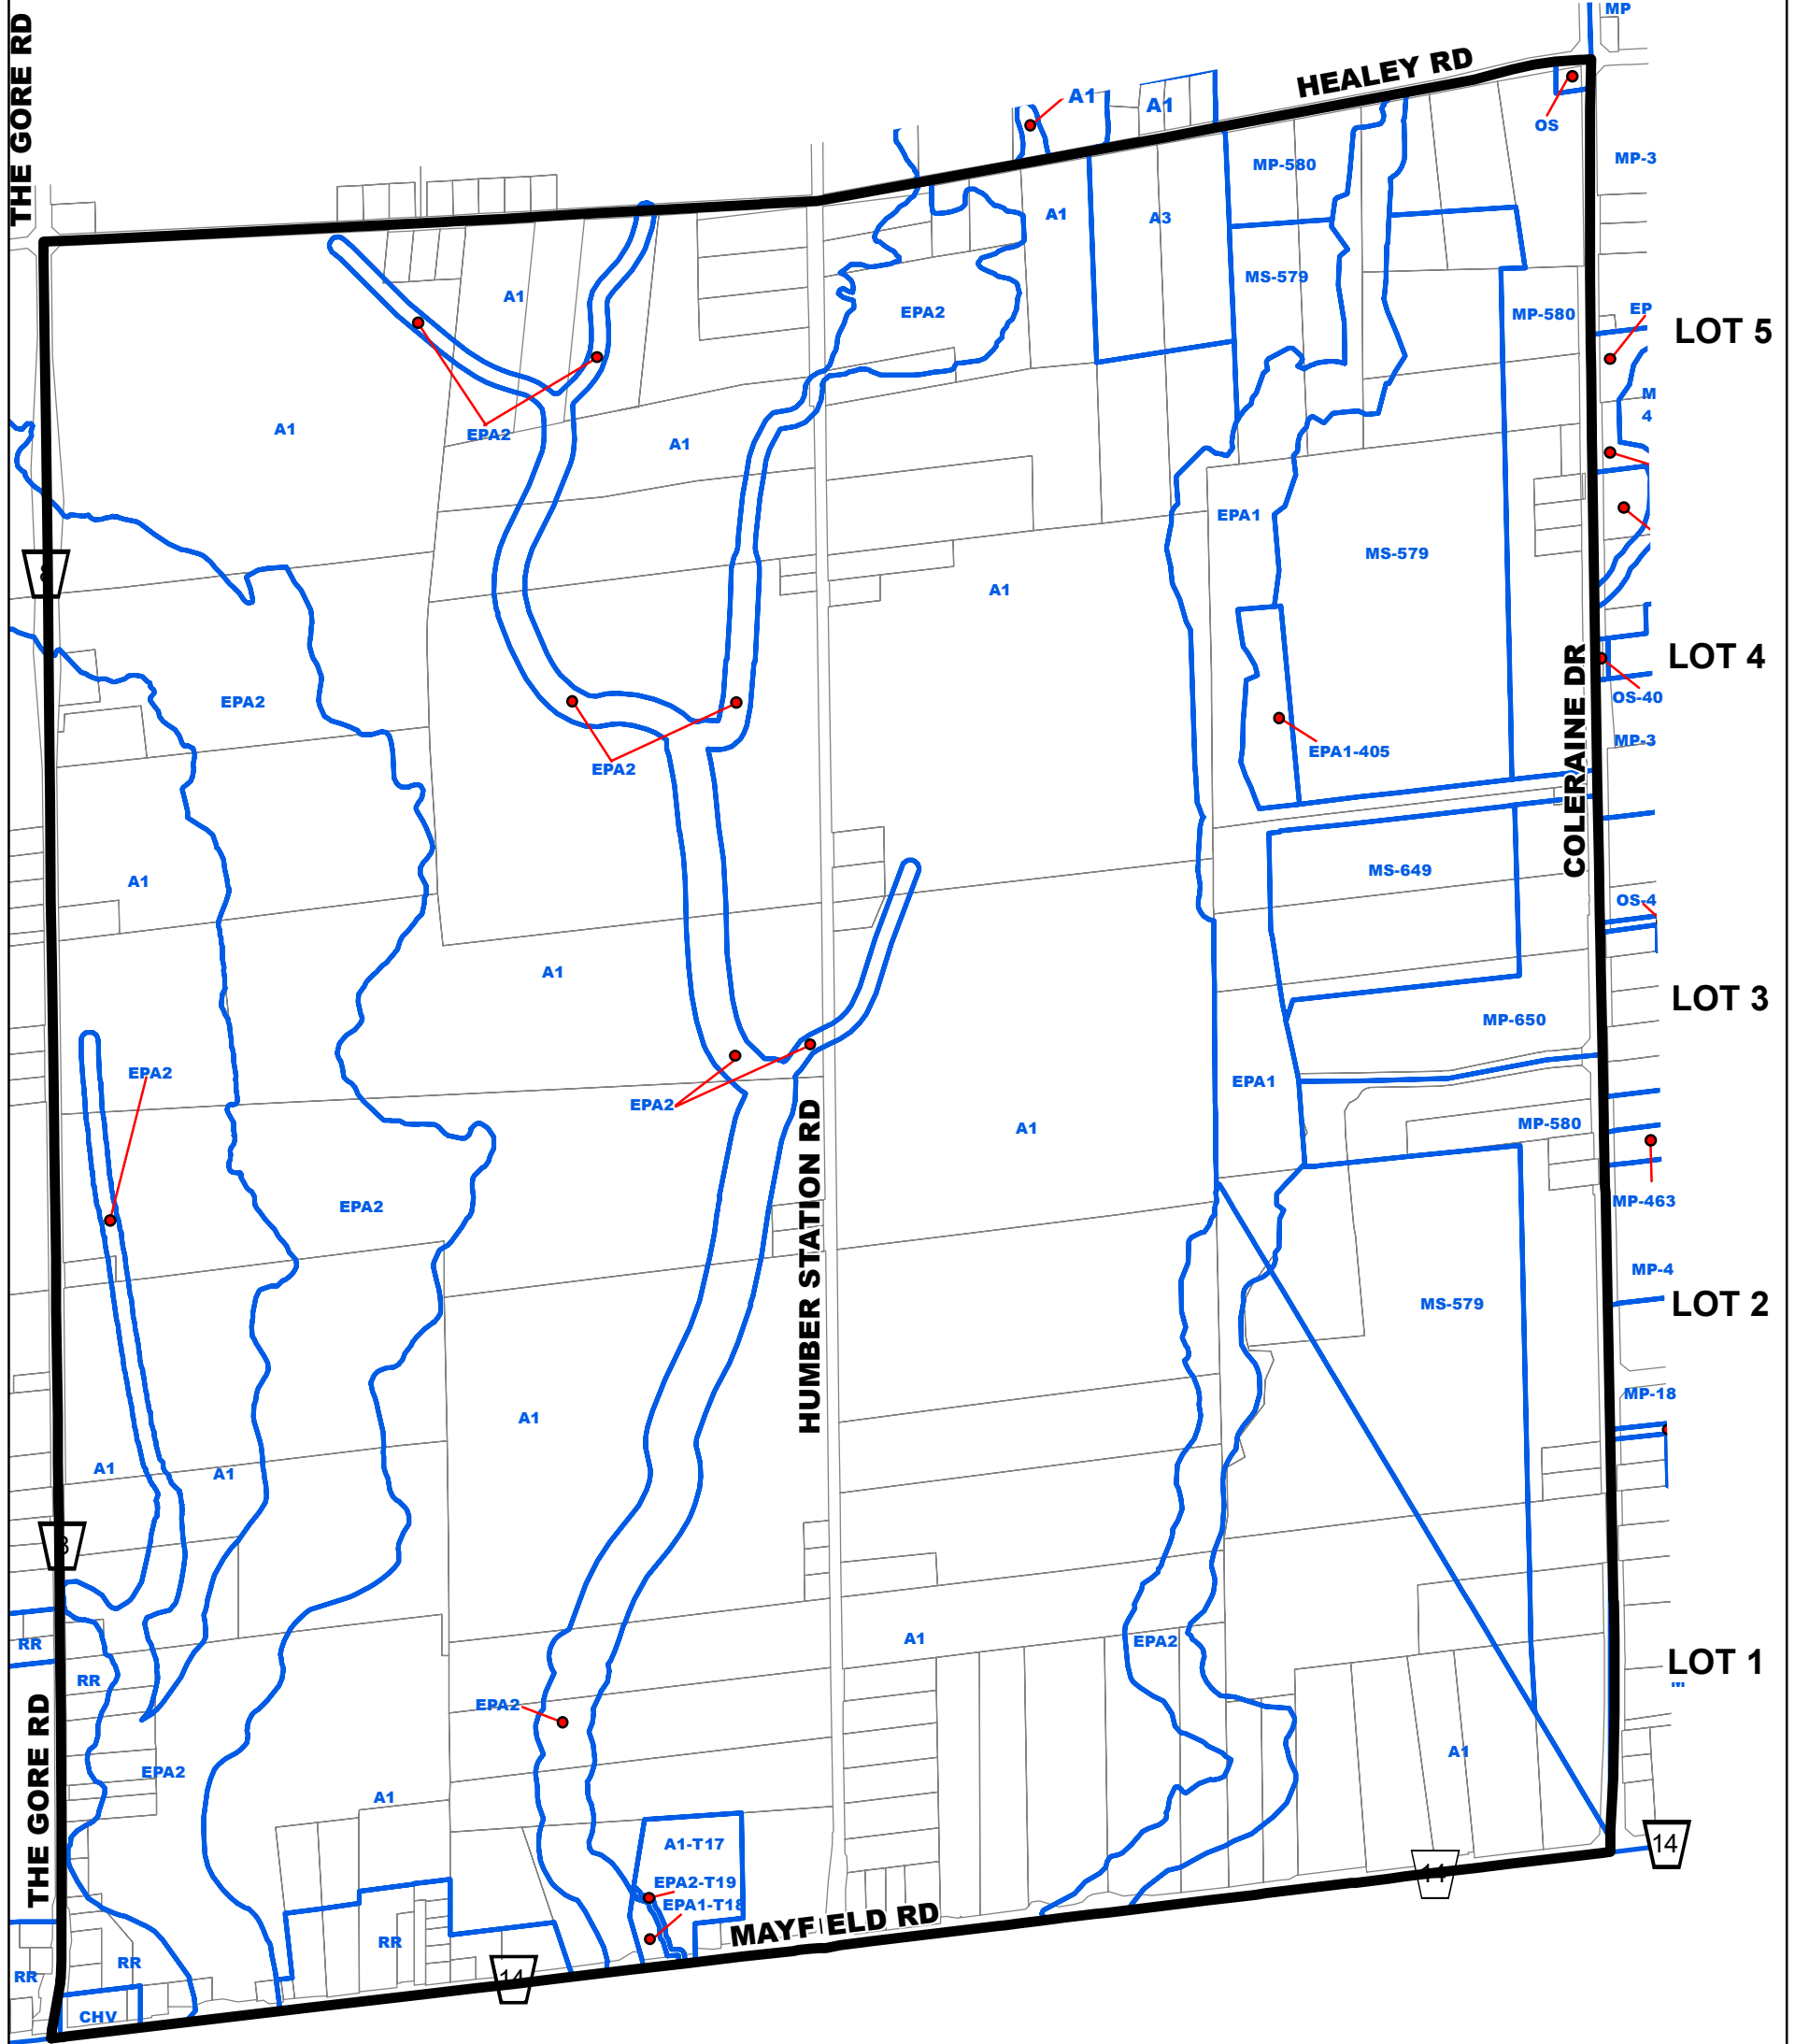 MP
THE GORE RD
HEALEY RD
A1
A1
OS
MP-3
MP-580
A1
A3
MS-579
A1
EPA2
MP-580
EP
LOT 5
M
4
A1
EPA2
A1
EPA1
MS-579
A1
LOT 4
COLERAINE DR
EPA2
OS-40
MP-3
EPA1-405
EPA2
MS-649
A1
OS-4
A1
LOT 3
MP-650
EPA2
EPA1
EPA2
HUMBER STATION RD
A1
MP-580
MP-463
EPA2
MP-4
MS-579
LOT 2
MP-18
A1
A1
A1
8
RR
A1
EPA2
LOT 1
RR
EPA2
THE GORE RD
A1
EPA2
A1
A1-T17
14
14
EPA2-T19
EPA1-T18
MAYFIELD RD
RR
RR
RR
14
CHV